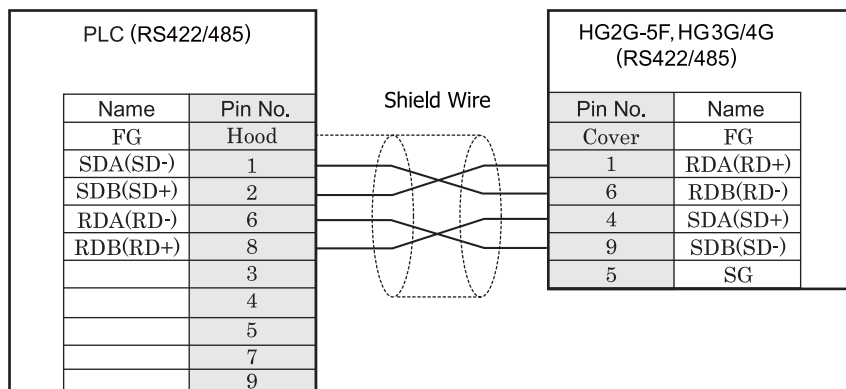 PLC (RS422/485)
Name Pin No.
FG Hood
SDA(SD-) 1
SDB(SD+) 2
RDA(RD-) 6
RDB(RD+) 8
3
4
5
7
9
Shield Wire
HG2G-5F, HG3G/4G
(RS422/485)
Pin No. Name
Cover FG
1 RDA(RD+)
6 RDB(RD-)
4 SDA(SD+)
9 SDB(SD-)
5 SG